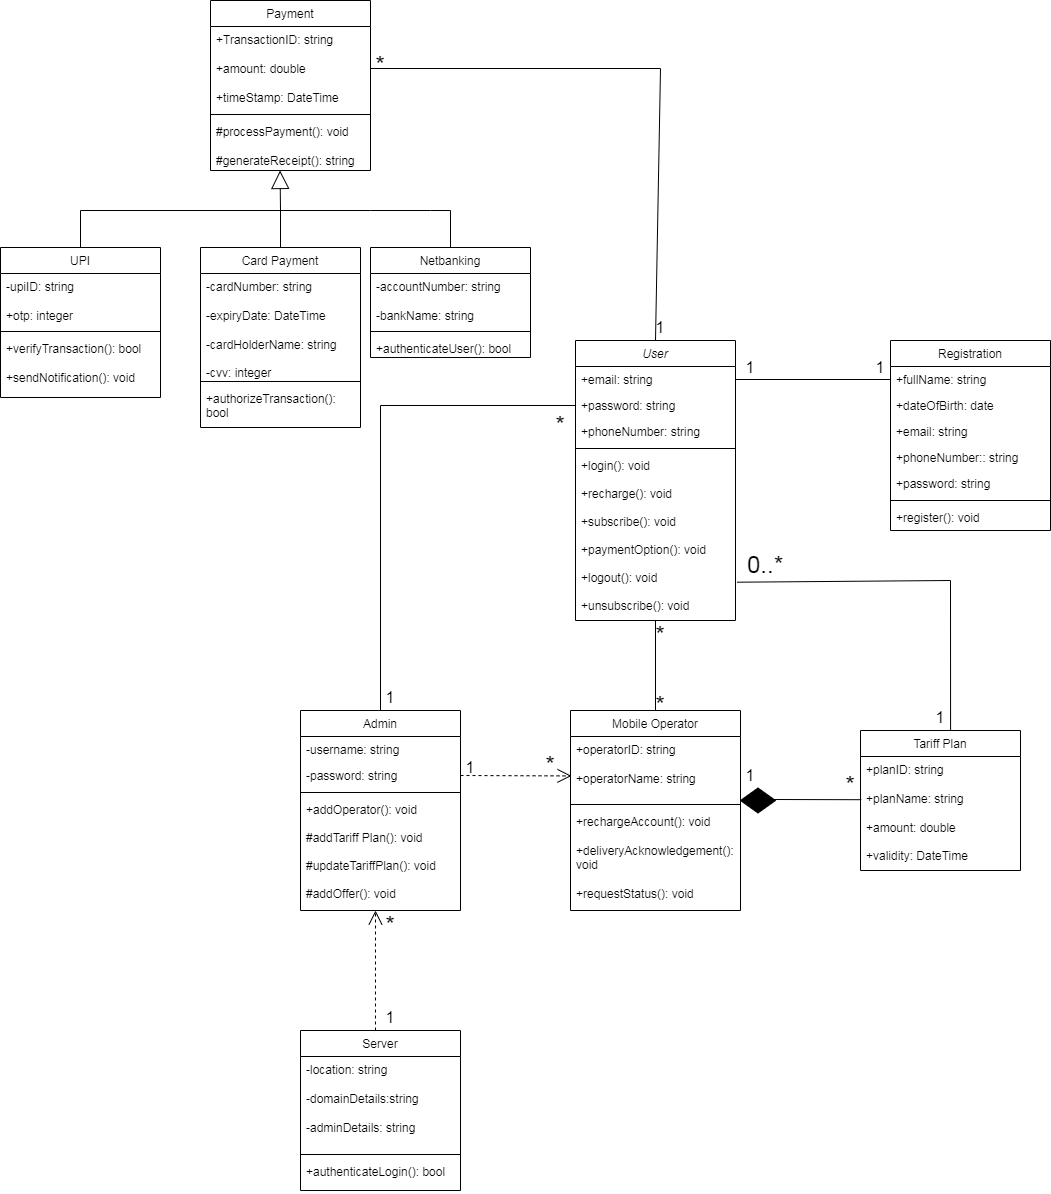 Payment
+TransactionID: string
+amount: double
+timeStamp: DateTime
#processPayment(): void
#generateReceipt(): string
*
1
UPI
-upiID: string
+otp: integer
+verifyTransaction(): bool
+sendNotification(): void
Card Payment
-cardNumber: string
-expiryDate: DateTime
-cardHolderName: string
-cvv: integer
+authorizeTransaction():
bool
Netbanking
-accountNumber: string
-bankName: string
+authenticateUser(): bool
User
+email: string
+password: string
+phoneNumber: string
+login(): void
+recharge(): void
+subscribe(): void
+paymentOption(): void
+logout(): void
+unsubscribe(): void
1
1
Registration
+fullName: string
+dateOfBirth: date
+email: string
+phoneNumber:: string
+password: string
+register(): void
*
0..*
*
1
*
1
Admin
-username: string
-password: string
+addOperator(): void
#addTariff Plan(): void
#updateTariffPlan(): void
#addOffer(): void
1
*
Mobile Operator
+operatorID: string
+operatorName: string
+rechargeAccount(): void
+deliveryAcknowledgement():
void
+requestStatus(): void
1
*
Tariff Plan
+planID: string
+planName: string
+amount: double
+validity: DateTime
*
1
Server
-location: string
-domainDetails:string
-adminDetails: string
+authenticateLogin(): bool